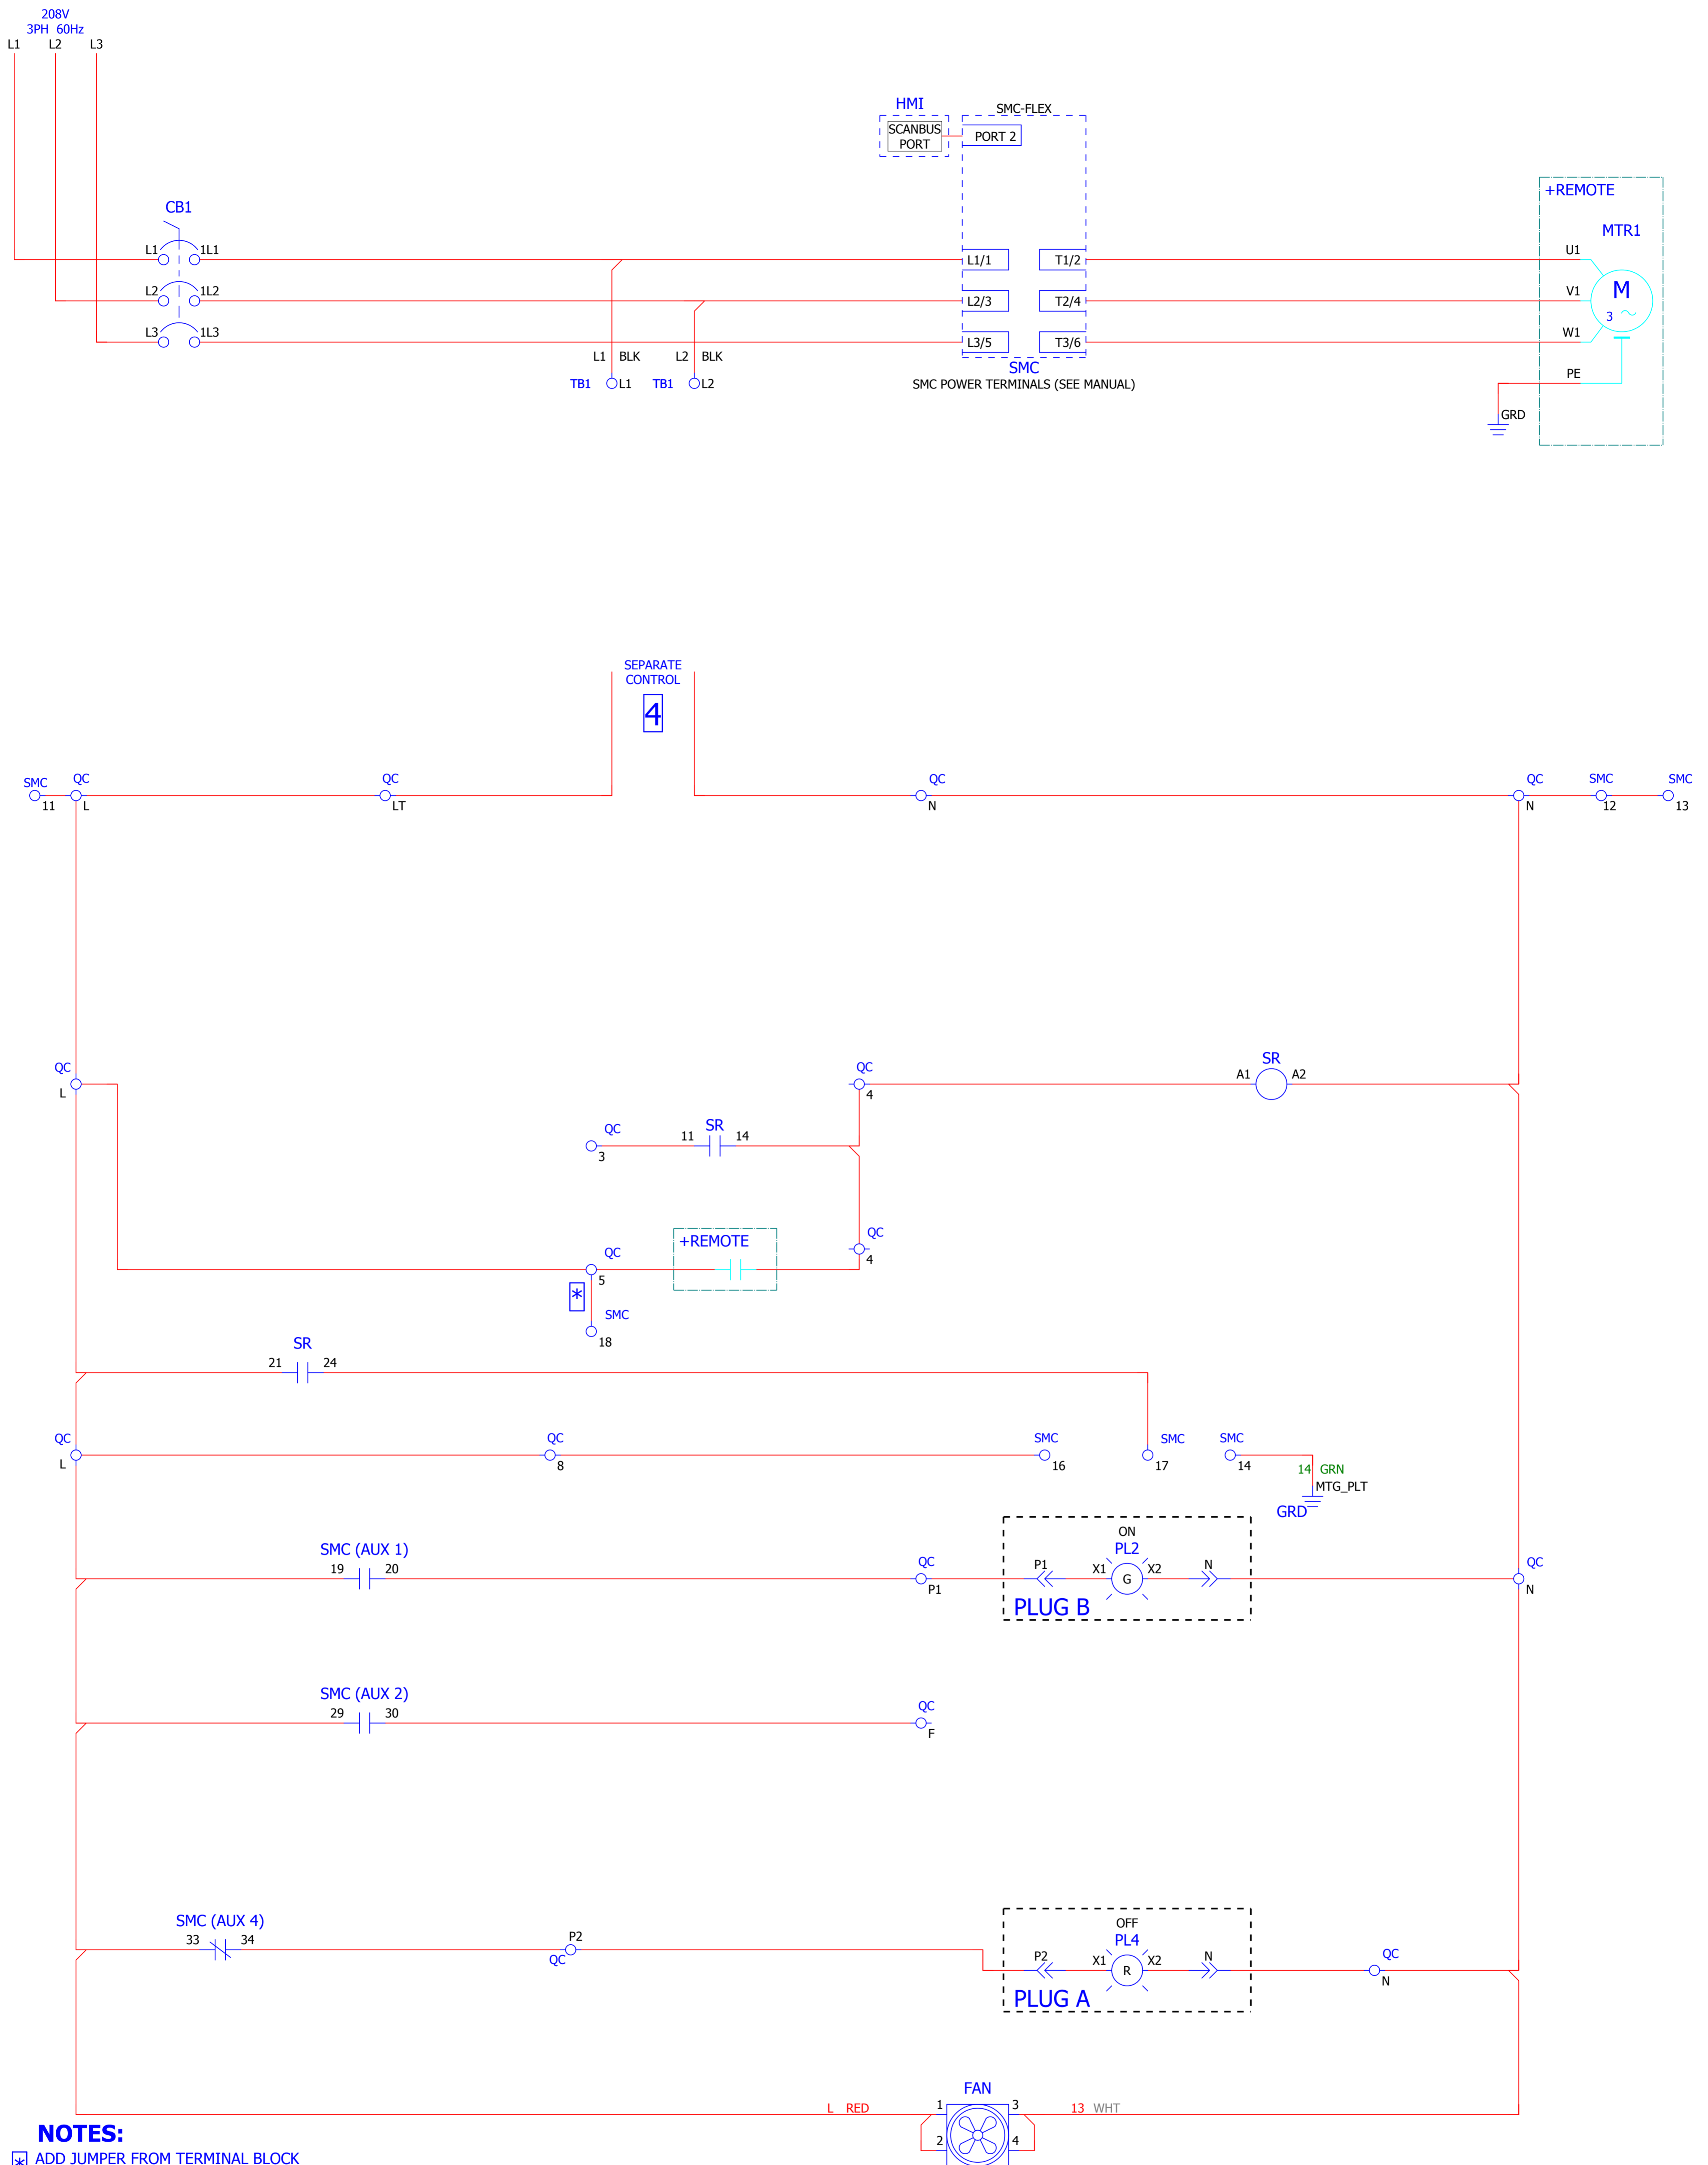 208V
3PH 60Hz
L1 L2 L3
HMI
SMC-FLEX
SCANBUS
PORT
PORT 2
+REMOTE
CB1
MTR1
L1 1L1
L1/1 T1/2
U1
L2 1L2
L2/3 T2/4
V1
M
3
L3 1L3
L3/5 T3/6
W1
L1 BLK L2 BLK
SMC
PE
TB1 L1 TB1 L2
SMC POWER TERMINALS (SEE MANUAL)
GRD
SEPARATE
CONTROL
4
SMC QC QC QC QC SMC SMC
11 L LT N N 12 13
QC QC SR
L 4 A1 A2
QC SR
3 11 14
QC
4
+REMOTE
QC
5
*
SMC
18
SR
21 24
QC QC SMC SMC SMC
L 8 16 17 14
14 GRN
MTG_PLT
GRD
ON
SMC (AUX 1) PL2
19 20 QC P1 X1 G X2 N QC
P1 N
PLUG B
SMC (AUX 2)
29 30 QC
F
SMC (AUX 4) OFF
33 34 P2 PL4
QC P2 X1 R X2 N QC
N
PLUG A
FAN
L RED 1 3 13 WHT
2 4
NOTES:
* ADD JUMPER FROM TERMINAL BLOCK